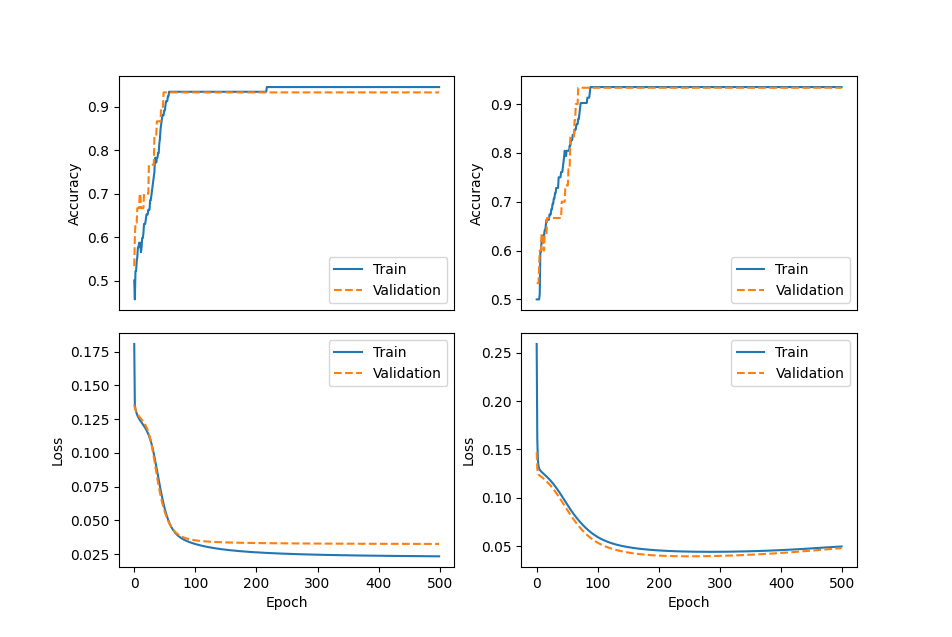 0.9
0.8
0.7
0.6
0.5
Accuracy
Train
Validation
0.9
0.8
0.7
0.6
0.5
Accuracy
Train
Validation
0.175
0.150
0.125
0.100
0.075
0.050
0.025
Loss
Train
Validation
0 100 200 300 400 500
Epoch
0.25
0.20
0.15
0.10
0.05
Loss
Train
Validation
0 100 200 300 400 500
Epoch